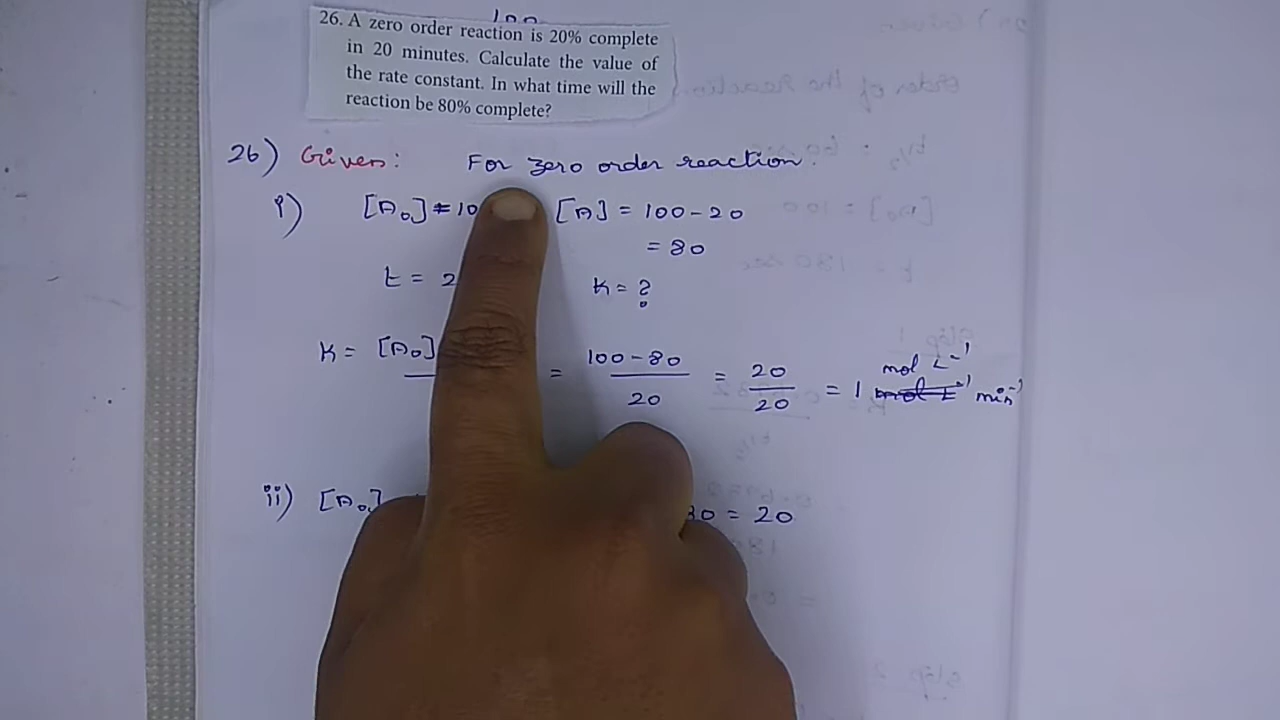 100
26. A zero order reaction is 20% complete
in 20 minutes. Calculate the value of
the rate constant. In what time will the
reaction be 80% complete?
26) Given: For zero order reaction.
i) [A₀] = 10 [A] = 100 - 20
= 80
t = 2 K = ?
K = [A₀] = 100 - 80 / 20 = 20 / 20 = 1 mol L⁻¹ min⁻¹
ii) [A₀] 80 = 20